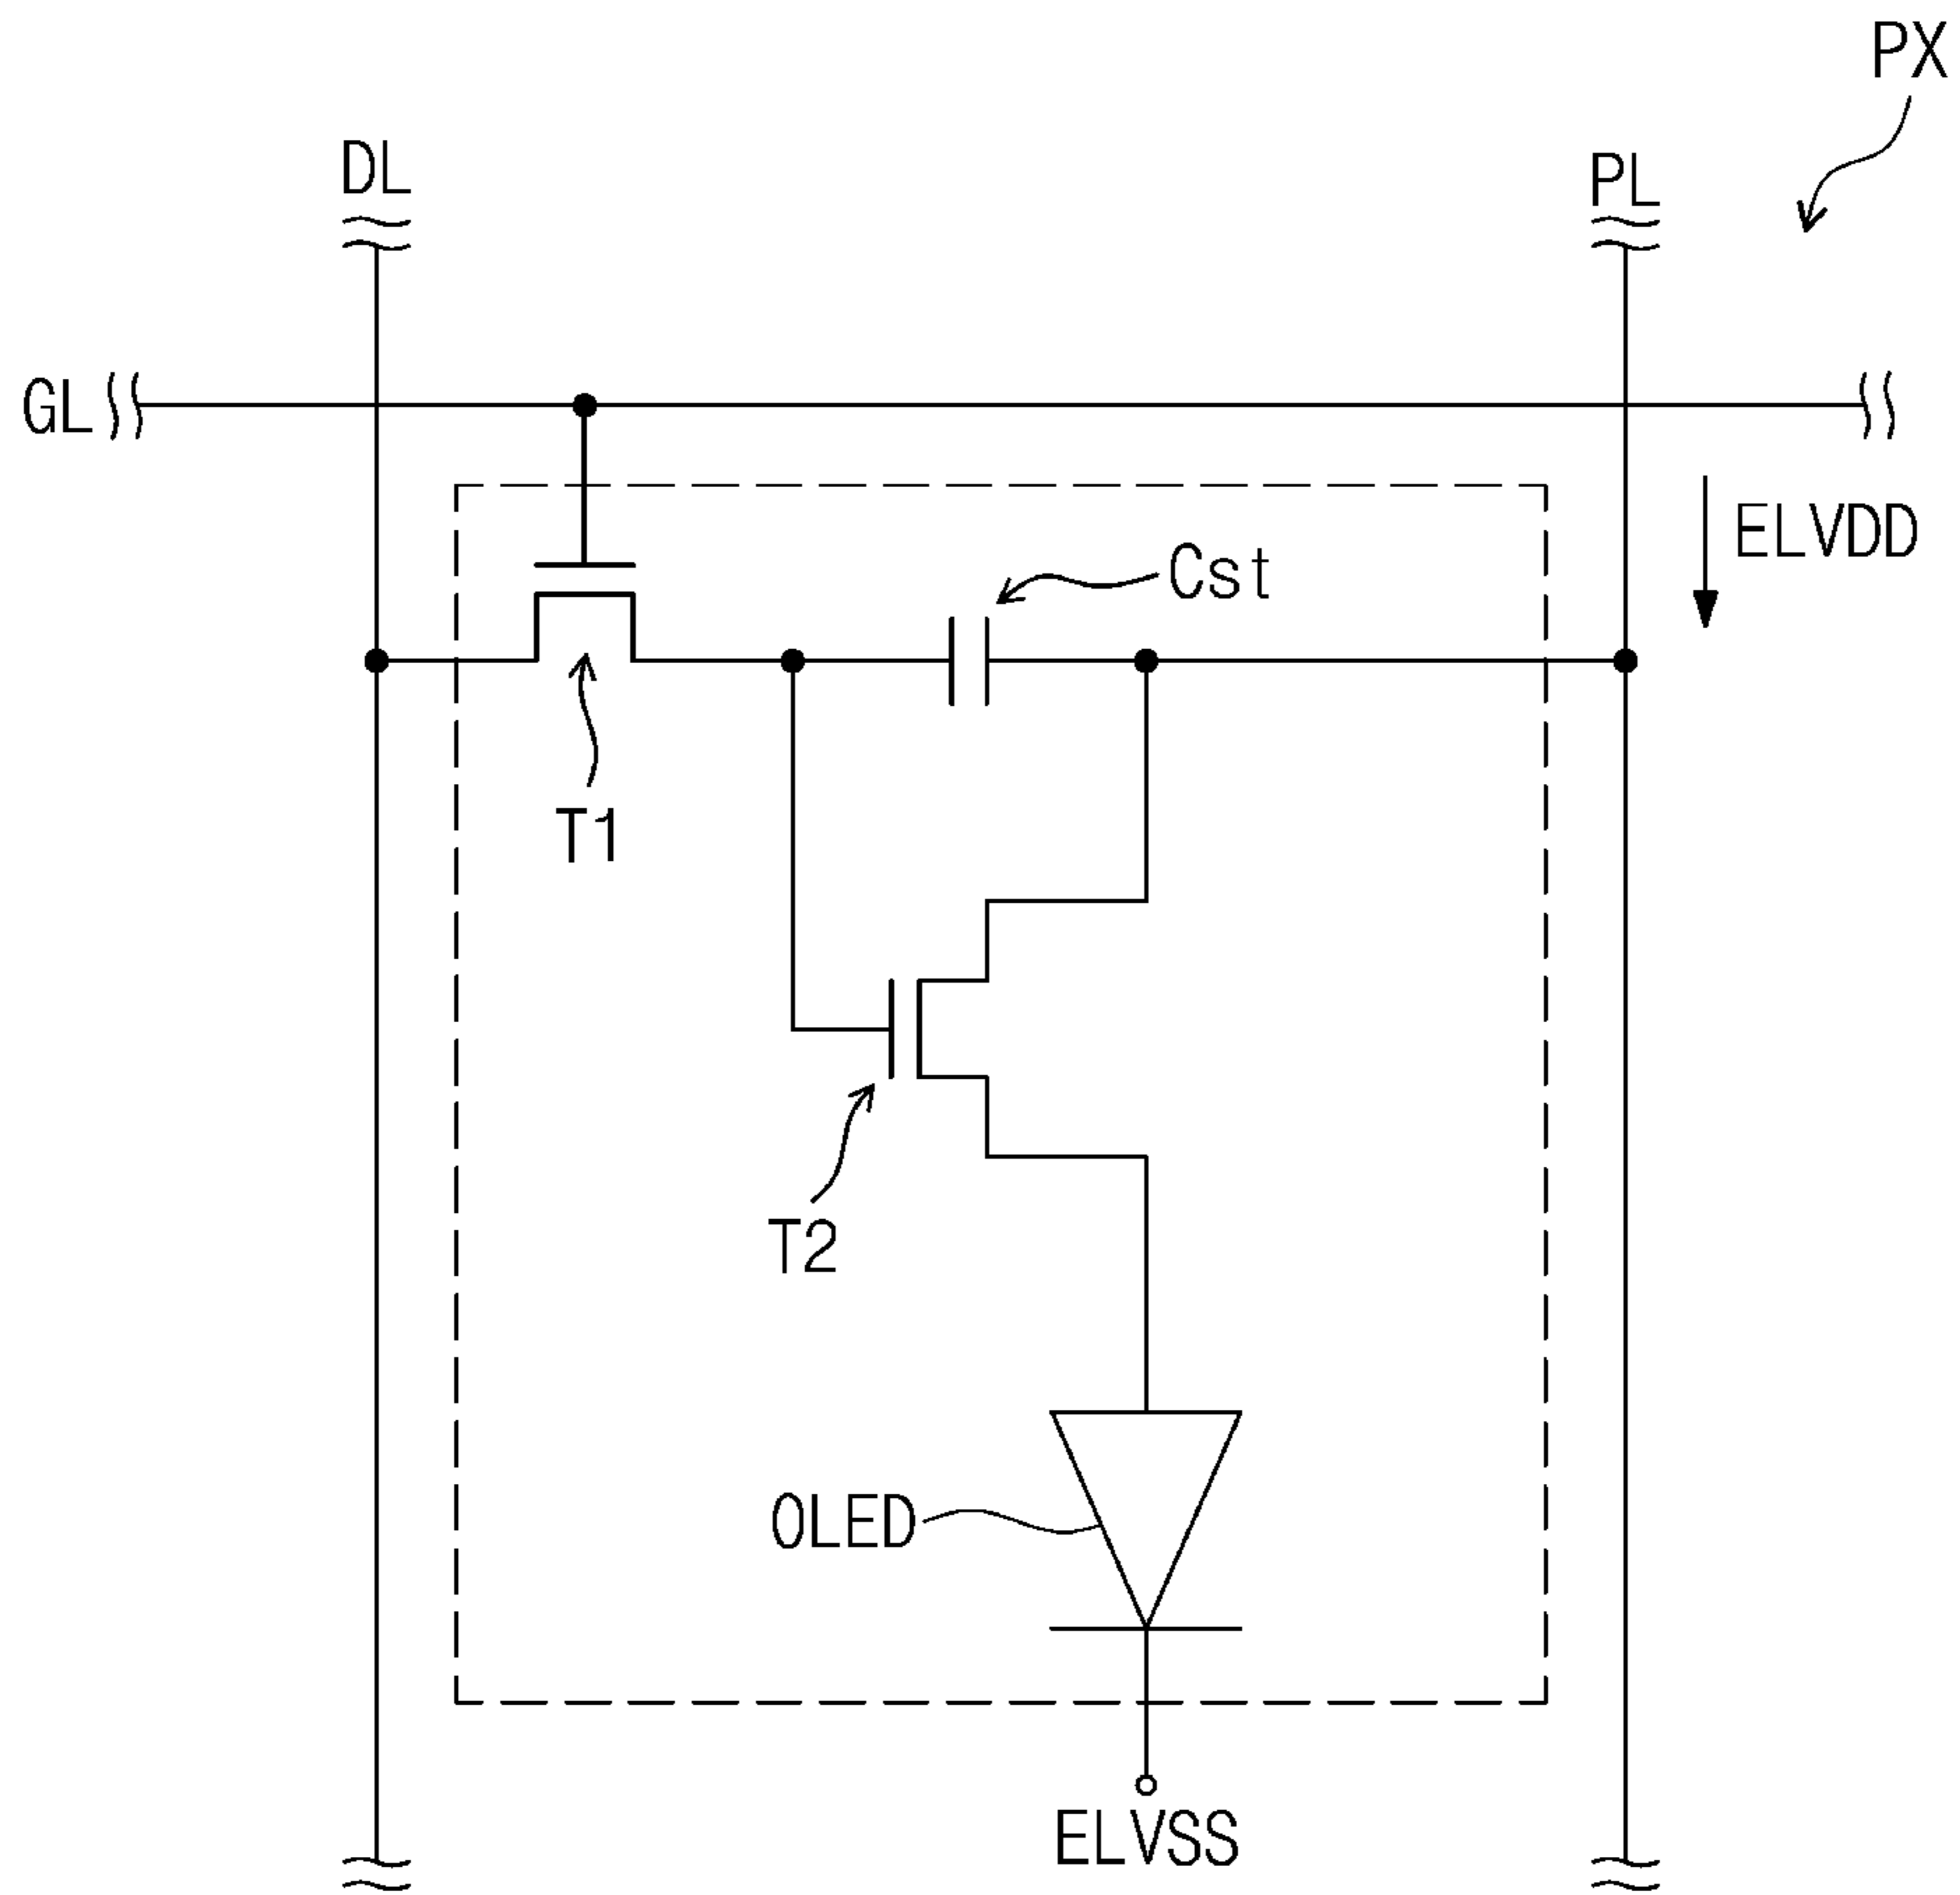 PX
DL
PL
GL
ELVDD
Cst
T1
T2
OLED
ELVSS